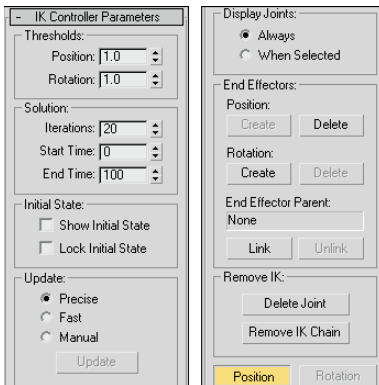 - IK Controller Parameters
Thresholds:
Position: 1.0
Rotation: 1.0
Solution:
Iterations: 20
Start Time: 0
End Time: 100
Initial State:
Show Initial State
Lock Initial State
Update:
Precise
Fast
Manual
Update
Display Joints:
Always
When Selected
End Effectors:
Position:
Create Delete
Rotation:
Create Delete
End Effector Parent:
None
Link Unlink
Remove IK:
Delete Joint
Remove IK Chain
Position Rotation